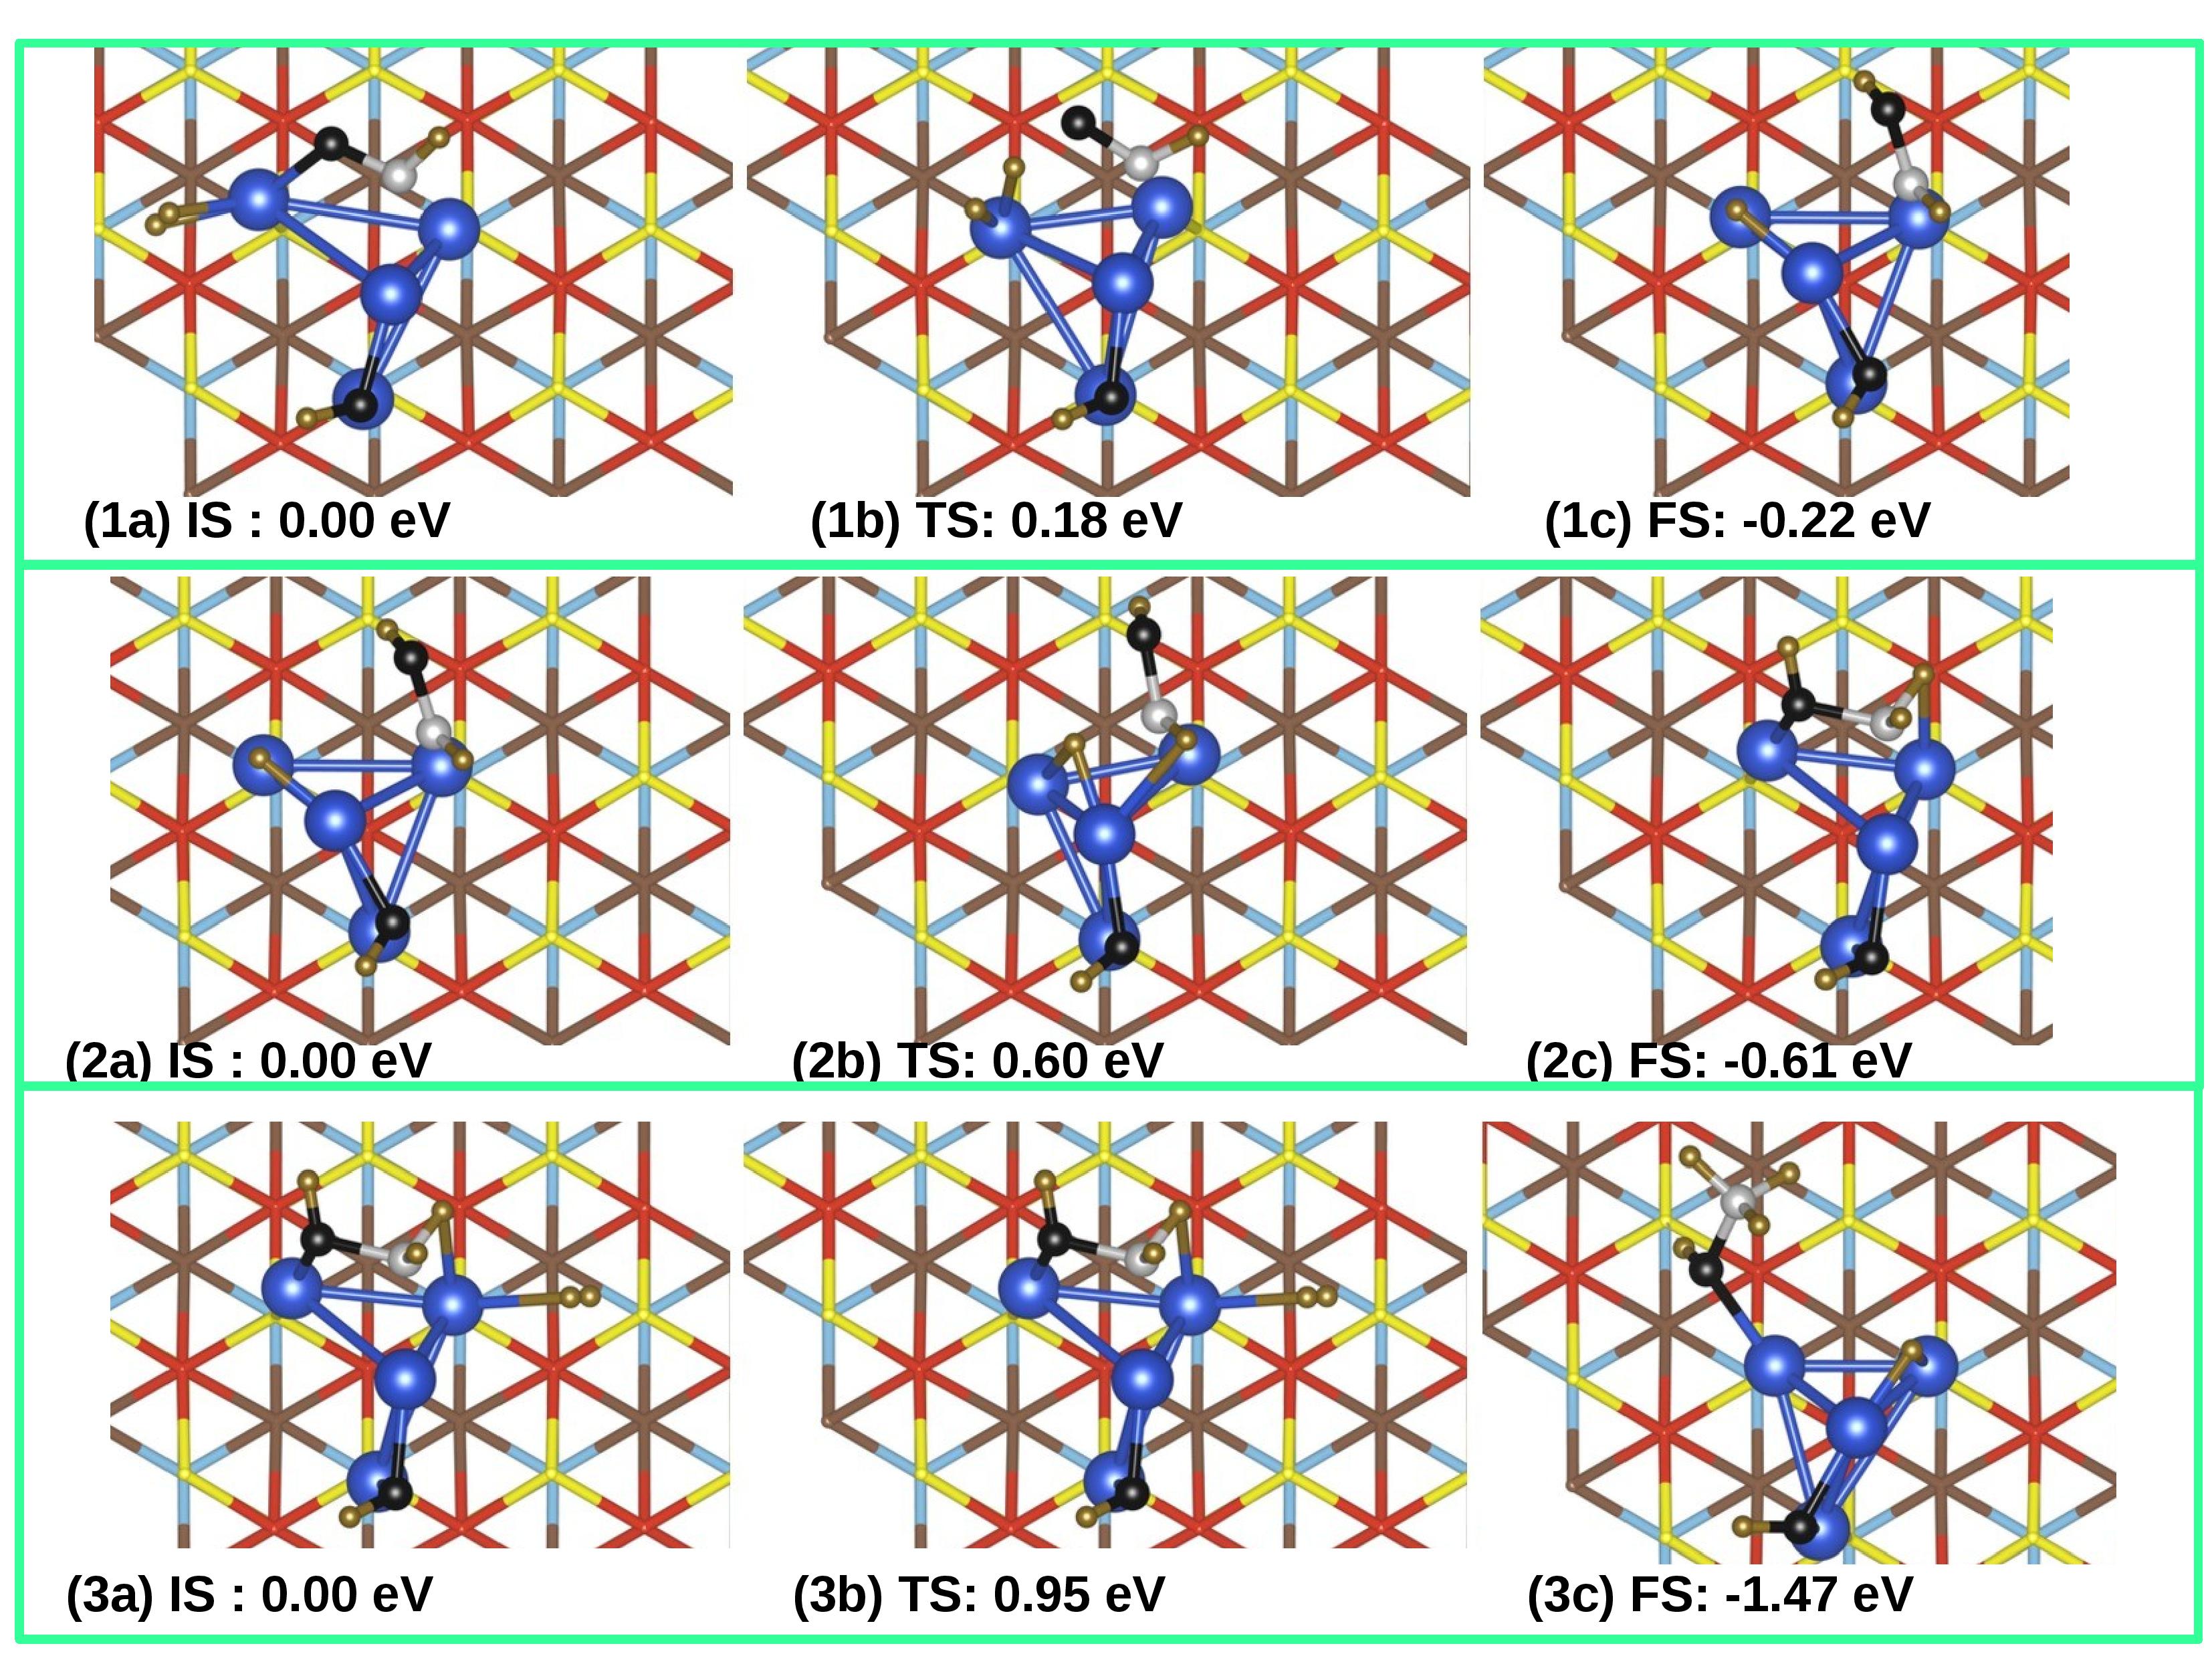 (1a) IS : 0.00 eV
(1b) TS: 0.18 eV
(1c) FS: -0.22 eV
(2a) IS : 0.00 eV
(2b) TS: 0.60 eV
(2c) FS: -0.61 eV
(3a) IS : 0.00 eV
(3b) TS: 0.95 eV
(3c) FS: -1.47 eV